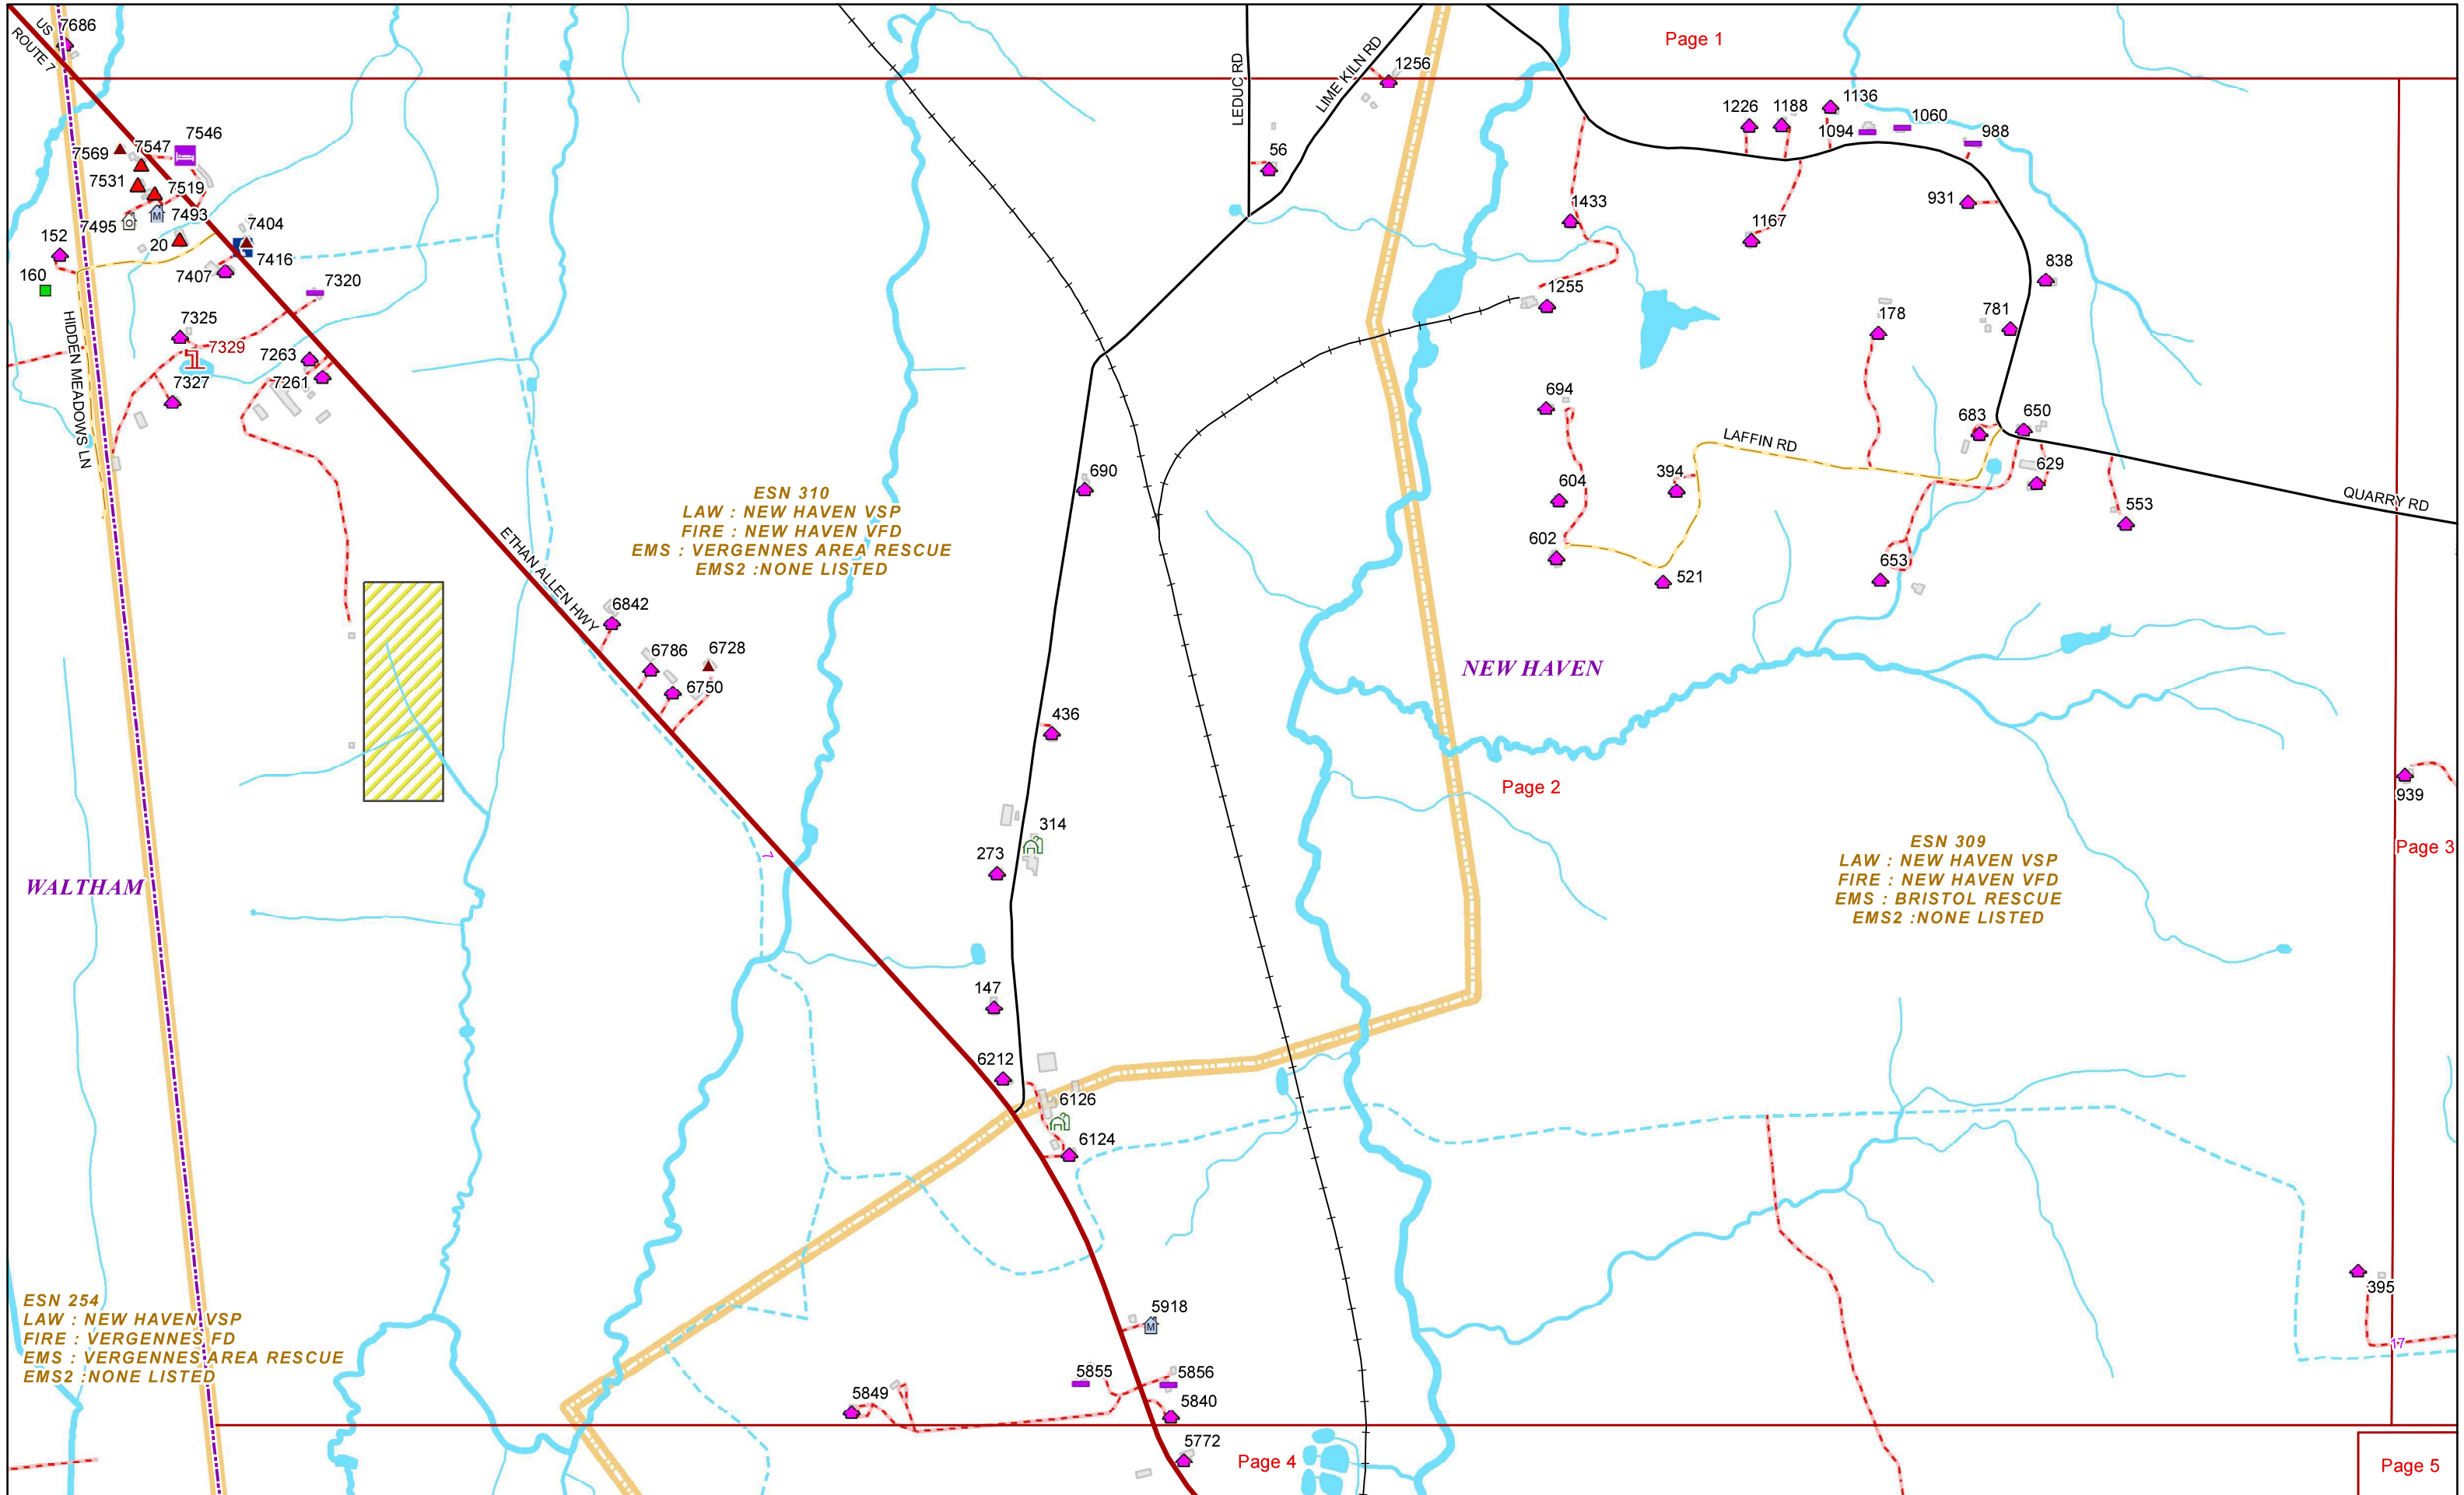 US
ROUTE 7
7686
LEDUC RD
LIME KILN RD
1256
Page 1
1226
1188
1136
1094
1060
988
7569
7547
7546
7531
7519
7495
7493
152
20
7404
7416
160
7407
7320
56
1433
1167
931
838
HIDDEN MEADOWS LN
7325
7329
7263
7327
7261
1255
178
781
694
683
650
LAFFIN RD
629
690
604
394
QUARRY RD
553
602
521
653
ESN 310
LAW : NEW HAVEN VSP
FIRE : NEW HAVEN VFD
EMS : VERGENNES AREA RESCUE
EMS2 :NONE LISTED
ETHAN ALLEN HWY
6842
6786
6728
6750
NEW HAVEN
436
Page 2
939
314
273
7
WALTHAM
ESN 309
LAW : NEW HAVEN VSP
FIRE : NEW HAVEN VFD
EMS : BRISTOL RESCUE
EMS2 :NONE LISTED
Page 3
147
6212
6126
6124
395
17
ESN 254
LAW : NEW HAVEN VSP
FIRE : VERGENNES FD
EMS : VERGENNES AREA RESCUE
EMS2 :NONE LISTED
5918
M
5855
5856
5849
5840
5772
Page 4
Page 5